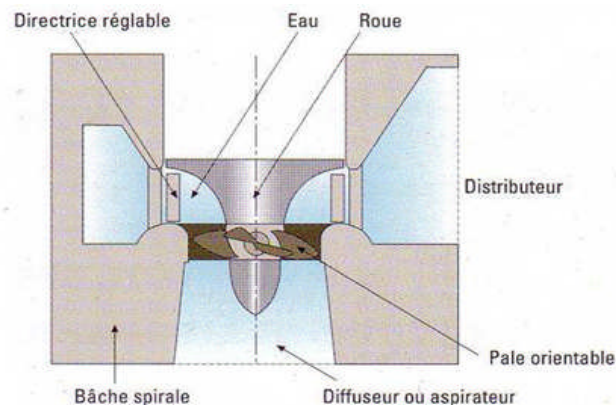 Directrice réglable
Eau
Roue
Distributeur
Pale orientable
Bâche spirale
Diffuseur ou aspirateur